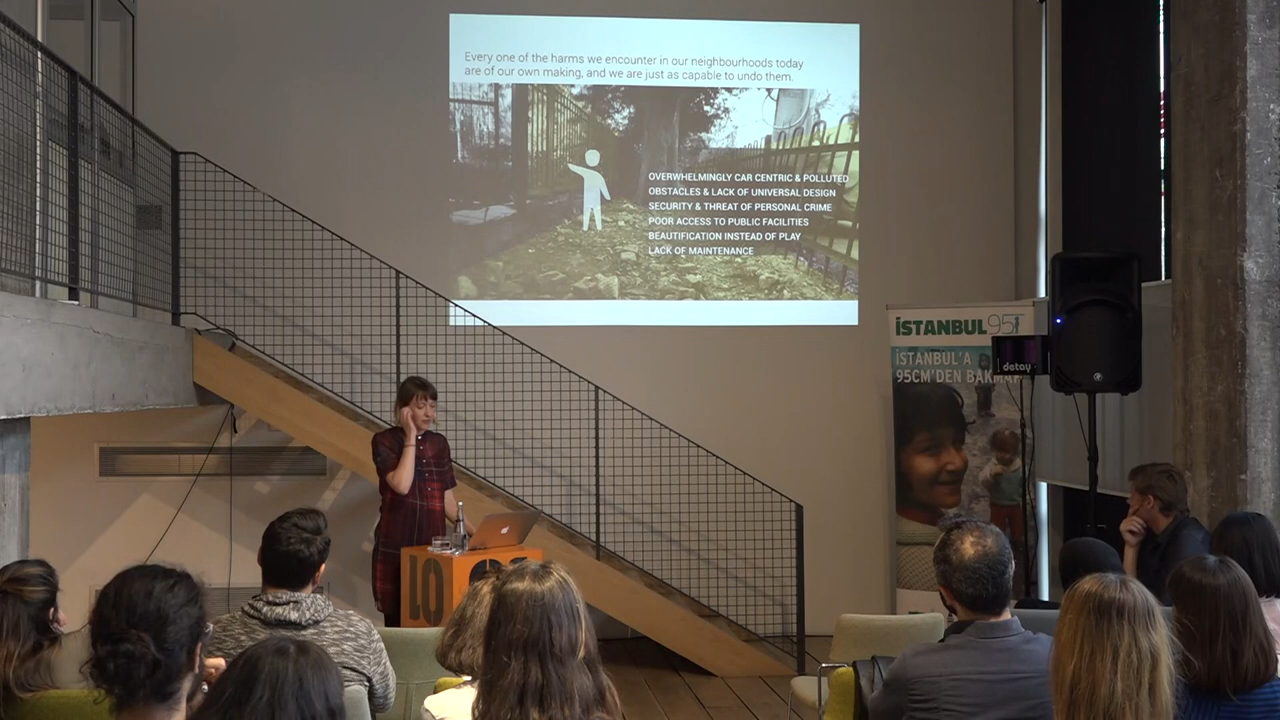 Every one of the harms we encounter in our neighbourhoods today
are of our own making, and we are just as capable to undo them.
OVERWHELMINGLY CAR CENTRIC & POLLUTED
OBSTACLES & LACK OF UNIVERSAL DESIGN
SECURITY & THREAT OF PERSONAL CRIME
POOR ACCESS TO PUBLIC FACILITIES
BEAUTIFICATION INSTEAD OF PLAY
LACK OF MAINTENANCE
İSTANBUL95
İSTANBUL'A
95CM'DEN BAKMAK
detay